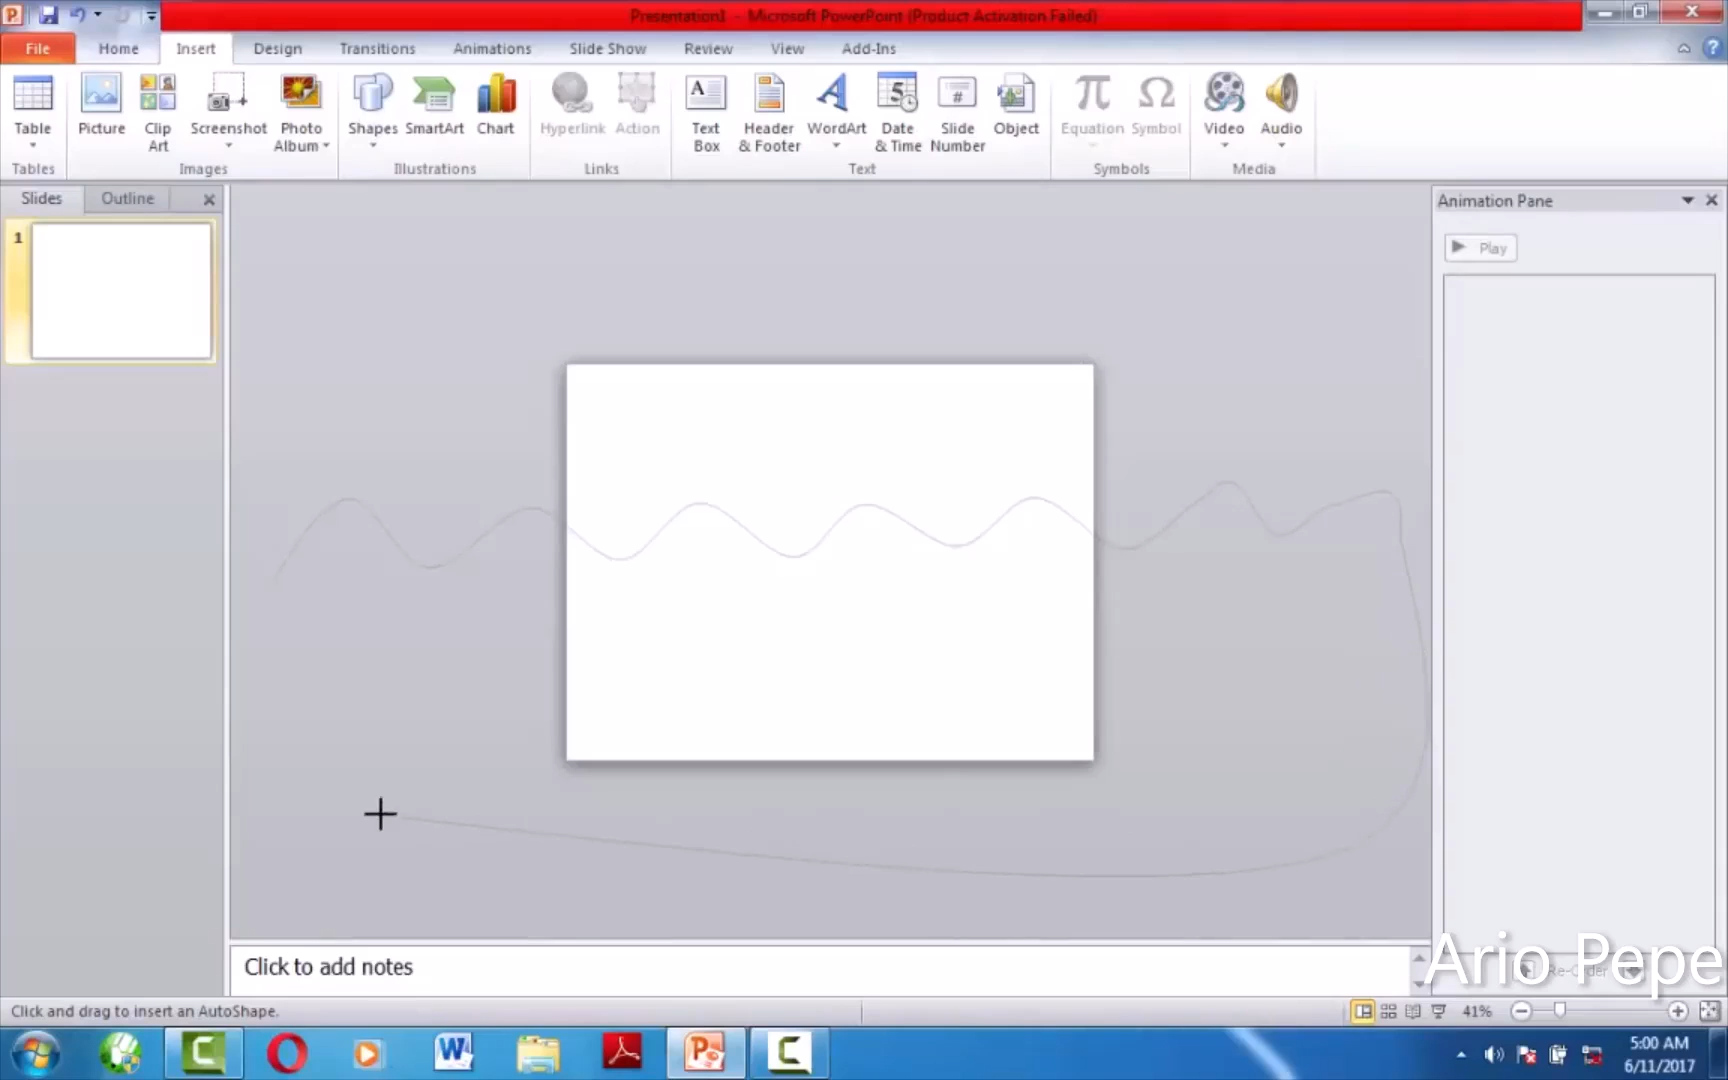 Presentation1 - Microsoft PowerPoint (Product Activation Failed)
File Home Insert Design Transitions Animations Slide Show Review View Add-Ins
Table
Tables
Picture
Clip Art
Screenshot
Photo Album
Images
Shapes
SmartArt
Chart
Illustrations
Hyperlink
Action
Links
Text Box
Header & Footer
WordArt
Date & Time
Slide Number
Object
Text
Equation
Symbol
Symbols
Video
Audio
Media
Slides Outline
1
Animation Pane
Play
Re-Order
Ario Pepe
Click to add notes
Click and drag to insert an AutoShape.
41%
5:00 AM
6/11/2017